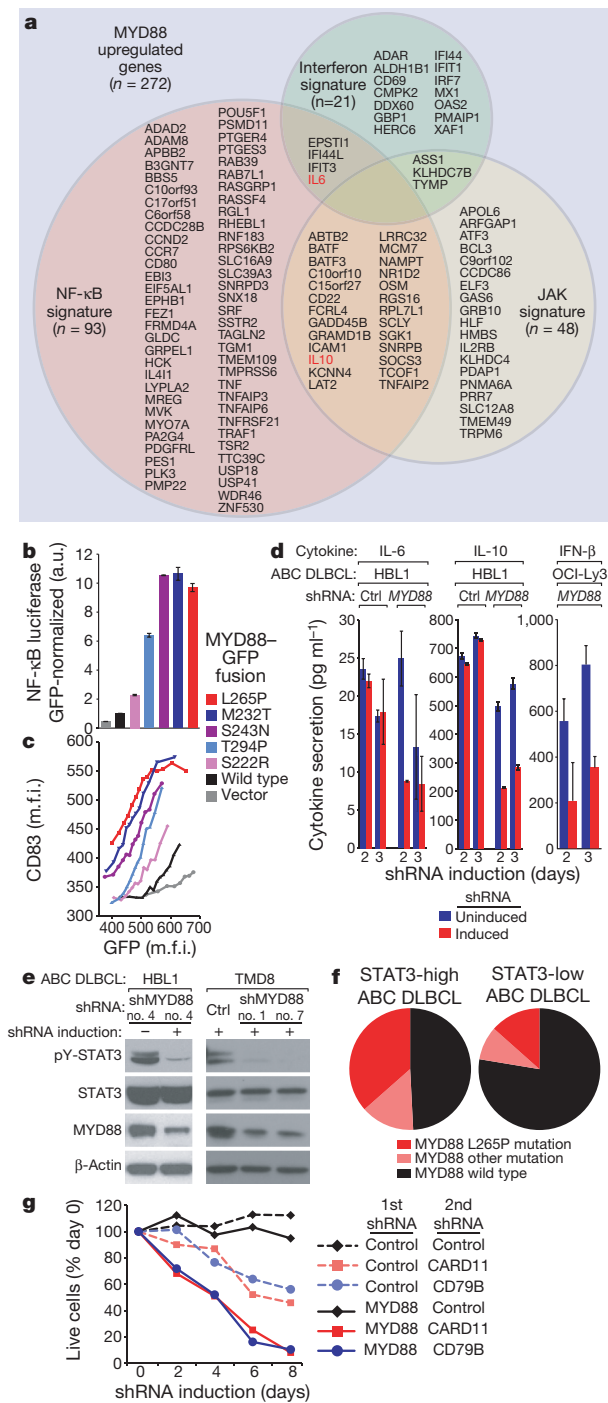 a
MYD88
upregulated
genes
(n = 272)
Interferon
signature
(n=21)
ADAR
ALDH1B1
CD69
CMPK2
DDX60
GBP1
HERC6
IFI44
IFIT1
IRF7
MX1
OAS2
PMAIP1
XAF1
EPSTI1
IFI44L
IFIT3
IL6
ASS1
KLHDC7B
TYMP
NF-κB
signature
(n = 93)
ADAD2
ADAM8
APBB2
B3GNT7
BBS5
C10orf93
C17orf51
C6orf58
CCDC28B
CCND2
CCR7
CD80
EBI3
EIF5AL1
EPHB1
FEZ1
FRMD4A
GLDC
GRPEL1
HCK
IL4I1
LYPLA2
MREG
MVK
MYO7A
PA2G4
PDGFRL
PES1
PLK3
PMP22
POU5F1
PSMD11
PTGER4
PTGES3
RAB39
RAB7L1
RASGRP1
RASSF4
RGL1
RHEBL1
RNF183
RPS6KB2
SLC16A9
SLC39A3
SNRPD3
SNX18
SRF
SSTR2
TAGLN2
TGM1
TMEM109
TMPRSS6
TNF
TNFAIP3
TNFAIP6
TNFRSF21
TRAF1
TSR2
TTC39C
USP18
USP41
WDR46
ZNF530
ABTB2
BATF
BATF3
C10orf10
C15orf27
CD22
FCRL4
GADD45B
GRAMD1B
ICAM1
IL10
KCNN4
LAT2
LRRC32
MCM7
NAMPT
NR1D2
OSM
RGS16
RPL7L1
SCLY
SGK1
SNRPB
SOCS3
TCOF1
TNFAIP2
APOL6
ARFGAP1
ATF3
BCL3
C9orf102
CCDC86
ELF3
GAS6
GRB10
HLF
HMBS
IL2RB
KLHDC4
PDAP1
PNMA6A
PRR7
SLC12A8
TMEM49
TRPM6
JAK
signature
(n = 48)
b
NF-κB luciferase
GFP-normalized (a.u.)
12
10
8
6
4
2
0
MYD88–
GFP
fusion
L265P
M232T
S243N
T294P
S222R
Wild type
Vector
c
CD83 (m.f.i.)
600
550
500
450
400
350
300
400 500 600 700
GFP (m.f.i.)
d
Cytokine: IL-6 IL-10 IFN-β
ABC DLBCL: HBL1 HBL1 OCI-Ly3
shRNA: Ctrl MYD88 Ctrl MYD88 MYD88
Cytokine secretion (pg ml⁻¹)
30
25
20
15
10
5
0
900
800
700
600
500
400
300
200
100
0
1,000
800
600
400
200
0
2 3 2 3 2 3 2 3 2 3
shRNA induction (days)
shRNA
Uninduced
Induced
e
ABC DLBCL: HBL1 TMD8
shRNA: shMYD88 Ctrl shMYD88
no. 4 no. 4 no. 1 no. 7
shRNA induction: – + + + +
pY-STAT3
STAT3
MYD88
β-Actin
f
STAT3-high
ABC DLBCL
STAT3-low
ABC DLBCL
MYD88 L265P mutation
MYD88 other mutation
MYD88 wild type
g
Live cells (% day 0)
120
100
80
60
40
20
0
0 2 4 6 8
shRNA induction (days)
1st 2nd
shRNA shRNA
Control Control
Control CARD11
Control CD79B
MYD88 Control
MYD88 CARD11
MYD88 CD79B